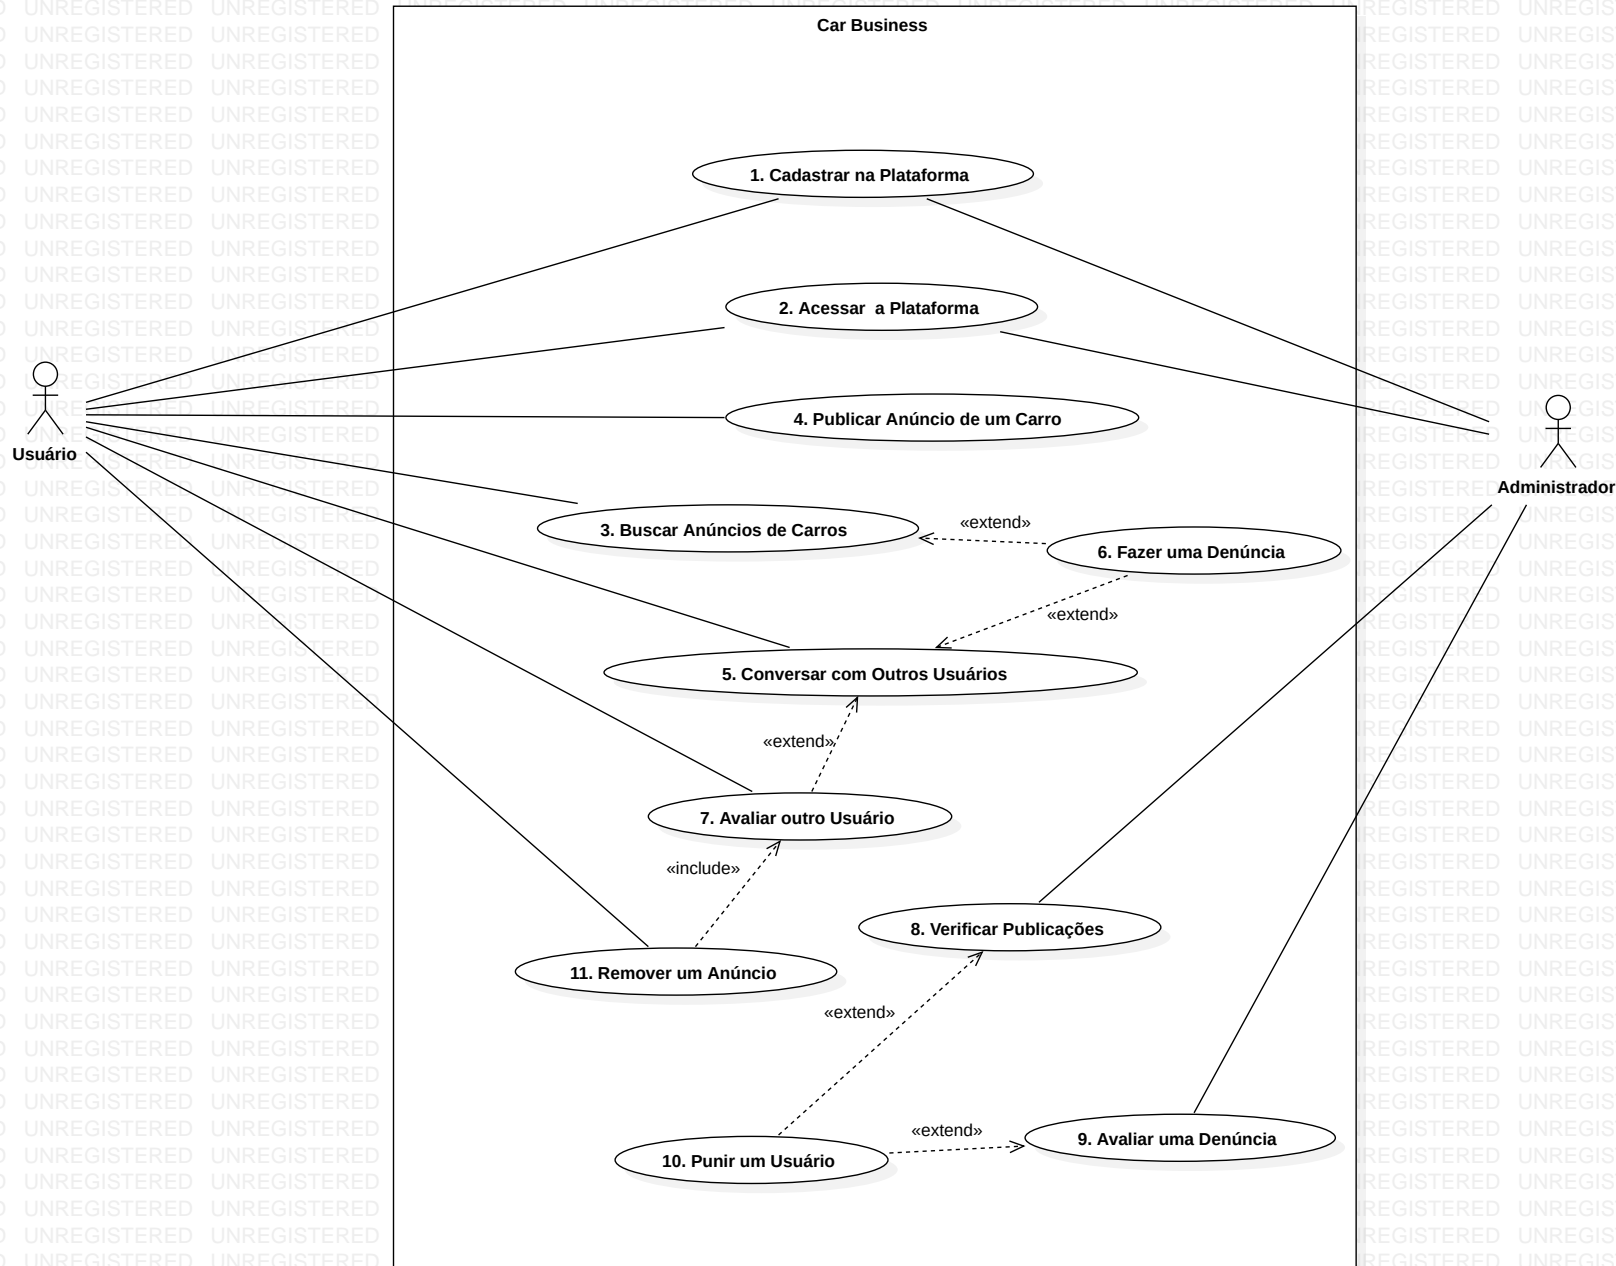 Car Business
1. Cadastrar na Plataforma
2. Acessar  a Plataforma
4. Publicar Anúncio de um Carro
Usuário
Administrador
3. Buscar Anúncios de Carros
«extend»
6. Fazer uma Denúncia
«extend»
5. Conversar com Outros Usuários
«extend»
7. Avaliar outro Usuário
«include»
8. Verificar Publicações
11. Remover um Anúncio
«extend»
«extend»
9. Avaliar uma Denúncia
10. Punir um Usuário
UNREGISTERED